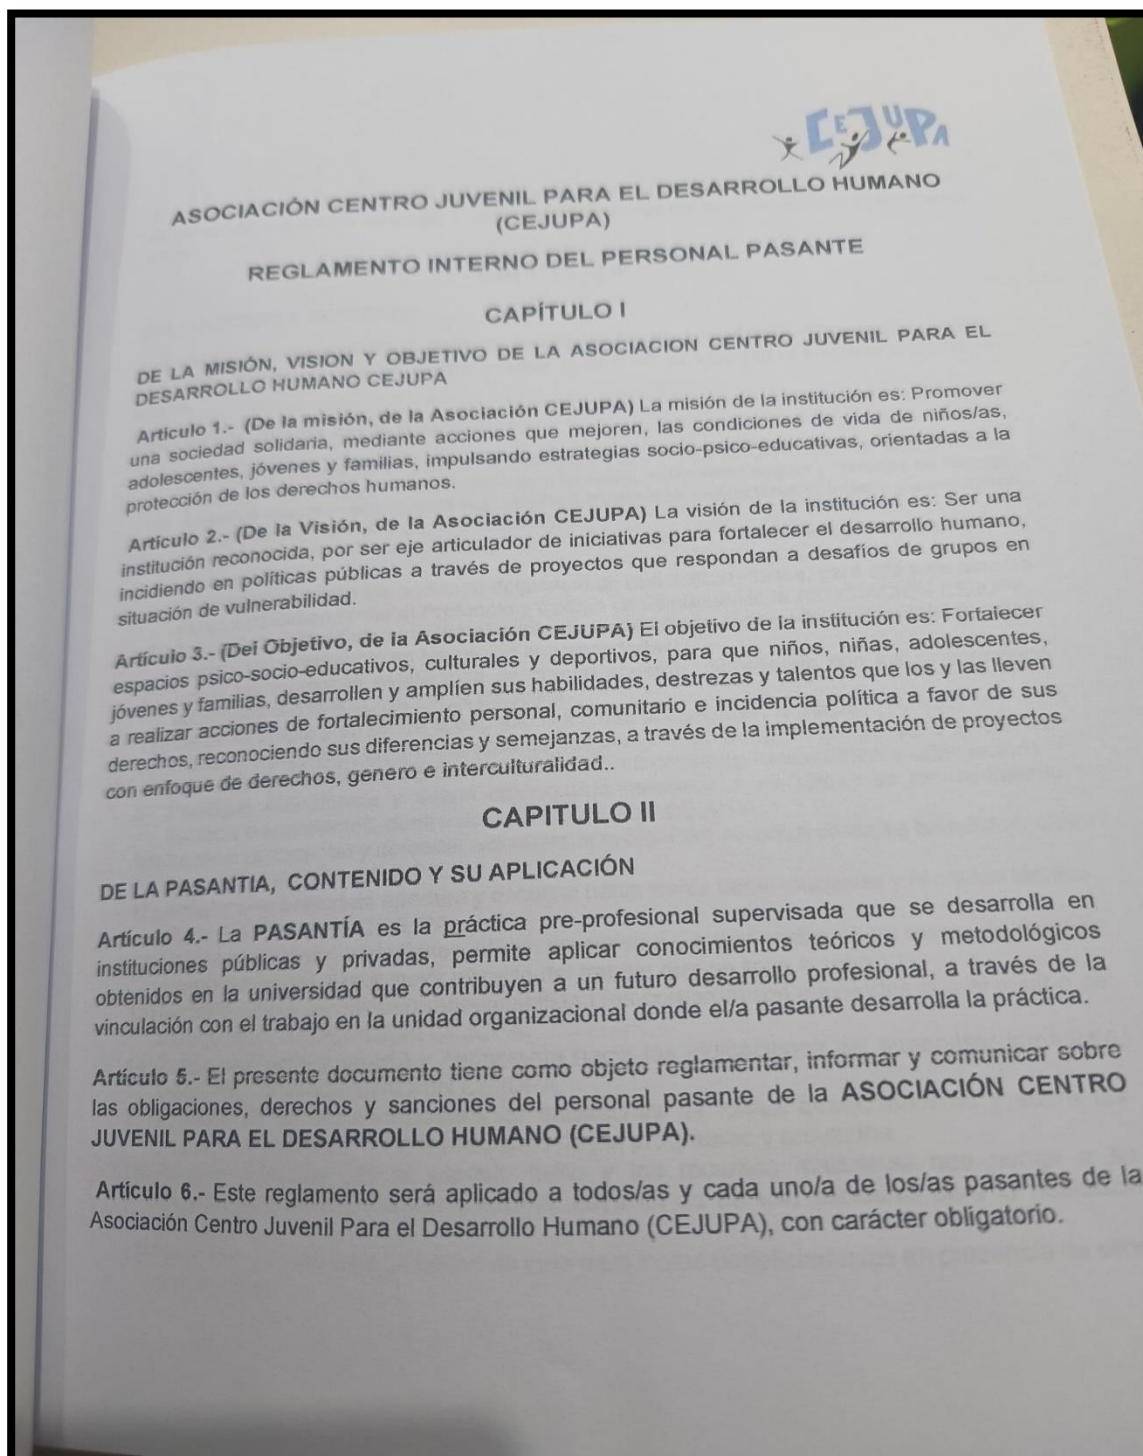 CEJUPA
ASOCIACIÓN CENTRO JUVENIL PARA EL DESARROLLO HUMANO
(CEJUPA)
REGLAMENTO INTERNO DEL PERSONAL PASANTE
CAPÍTULO I
DE LA MISIÓN, VISION Y OBJETIVO DE LA ASOCIACION CENTRO JUVENIL PARA EL
DESARROLLO HUMANO CEJUPA
Artículo 1.- (De la misión, de la Asociación CEJUPA) La misión de la institución es: Promover
una sociedad solidaria, mediante acciones que mejoren, las condiciones de vida de niños/as,
adolescentes, jóvenes y familias, impulsando estrategias socio-psico-educativas, orientadas a la
protección de los derechos humanos.
Artículo 2.- (De la Visión, de la Asociación CEJUPA) La visión de la institución es: Ser una
institución reconocida, por ser eje articulador de iniciativas para fortalecer el desarrollo humano,
incidiendo en políticas públicas a través de proyectos que respondan a desafíos de grupos en
situación de vulnerabilidad.
Artículo 3.- (Del Objetivo, de la Asociación CEJUPA) El objetivo de la institución es: Fortalecer
espacios psico-socio-educativos, culturales y deportivos, para que niños, niñas, adolescentes,
jóvenes y familias, desarrollen y amplíen sus habilidades, destrezas y talentos que los y las lleven
a realizar acciones de fortalecimiento personal, comunitario e incidencia política a favor de sus
derechos, reconociendo sus diferencias y semejanzas, a través de la implementación de proyectos
con enfoque de derechos, genero e interculturalidad..
CAPITULO II
DE LA PASANTIA, CONTENIDO Y SU APLICACIÓN
Artículo 4.- La PASANTÍA es la práctica pre-profesional supervisada que se desarrolla en
instituciones públicas y privadas, permite aplicar conocimientos teóricos y metodológicos
obtenidos en la universidad que contribuyen a un futuro desarrollo profesional, a través de la
vinculación con el trabajo en la unidad organizacional donde el/a pasante desarrolla la práctica.
Artículo 5.- El presente documento tiene como objeto reglamentar, informar y comunicar sobre
las obligaciones, derechos y sanciones del personal pasante de la ASOCIACIÓN CENTRO
JUVENIL PARA EL DESARROLLO HUMANO (CEJUPA).
Artículo 6.- Este reglamento será aplicado a todos/as y cada uno/a de los/as pasantes de la
Asociación Centro Juvenil Para el Desarrollo Humano (CEJUPA), con carácter obligatorio.